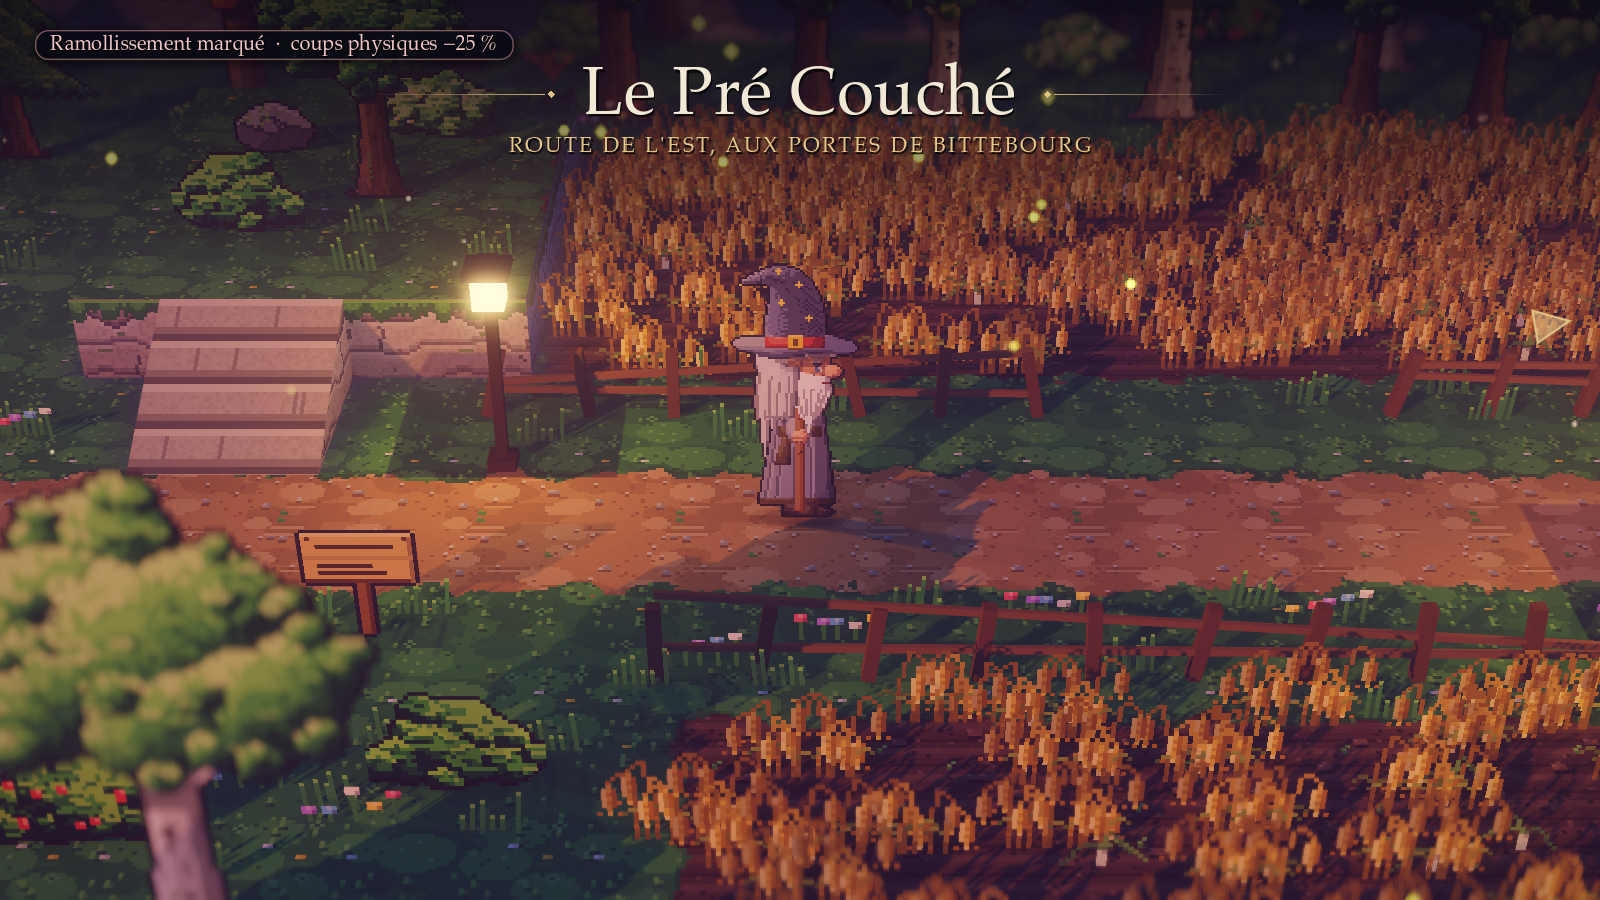 Ramollissement marqué · coups physiques −25 %
Le Pré Couché
ROUTE DE L'EST, AUX PORTES DE BITTEBOURG